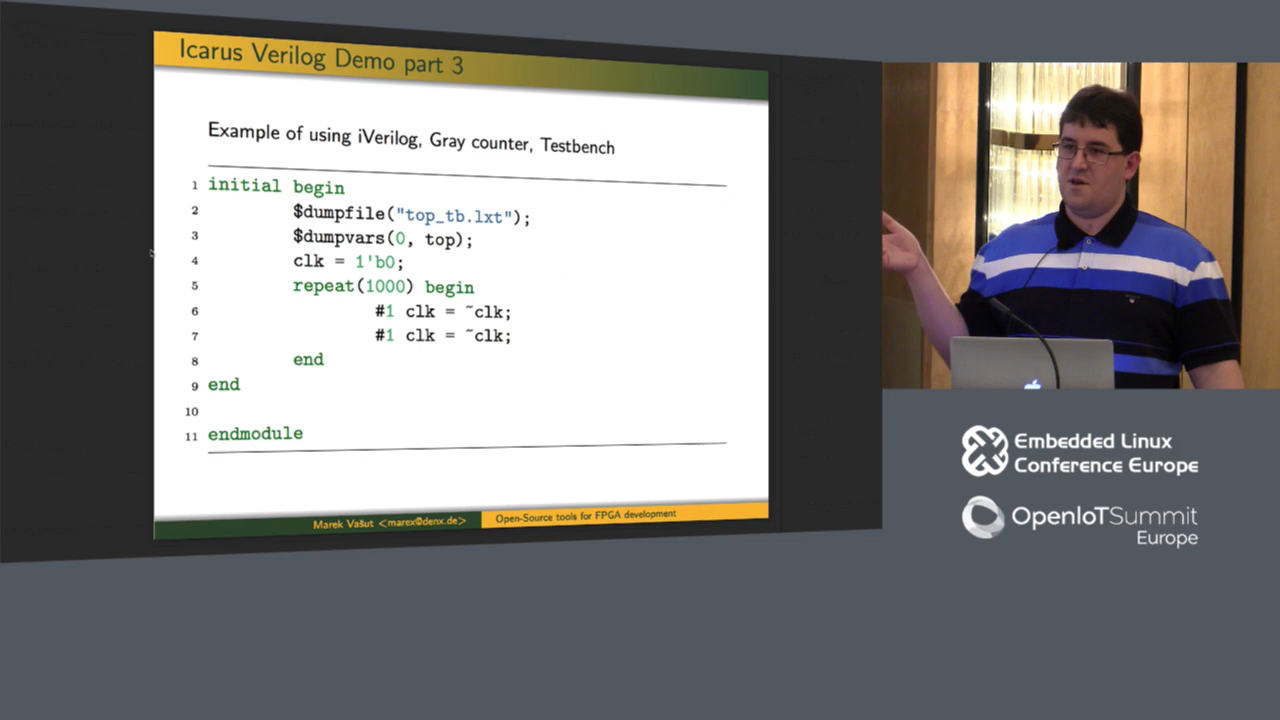 Icarus Verilog Demo part 3
Example of using iVerilog, Gray counter, Testbench
1 initial begin
2 $dumpfile("top_tb.lxt");
3 $dumpvars(0, top);
4 clk = 1'b0;
5 repeat(1000) begin
6 #1 clk = ~clk;
7 #1 clk = ~clk;
8 end
9 end
10
11 endmodule
Marek Vašut <marex@denx.de>
Open-Source tools for FPGA development
Embedded Linux
Conference Europe
OpenIoTSummit
Europe